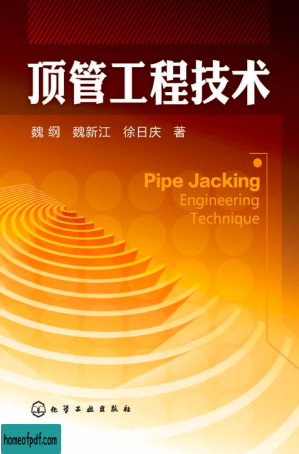 顶管工程技术
魏 纲 魏新江 徐日庆 著
Pipe Jacking
Engineering
Technique
化学工业出版社
homeofpdf.com